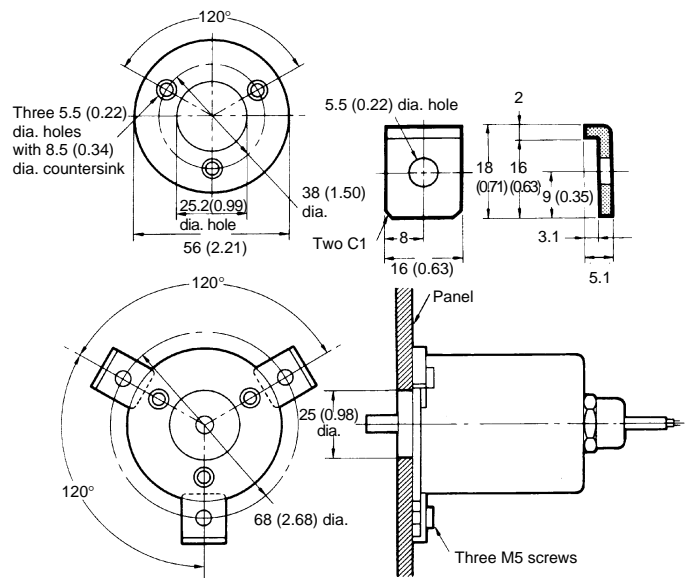 120°
Three 5.5 (0.22)
dia. holes
with 8.5 (0.34)
dia. countersink
38 (1.50)
dia.
25.2(0.99)
dia. hole
56 (2.21)
5.5 (0.22) dia. hole
2
18
(0.71)
16
(0.63)
9 (0.35)
Two C1
8
16 (0.63)
3.1
5.1
120°
Panel
25 (0.98)
dia.
120°
68 (2.68) dia.
Three M5 screws